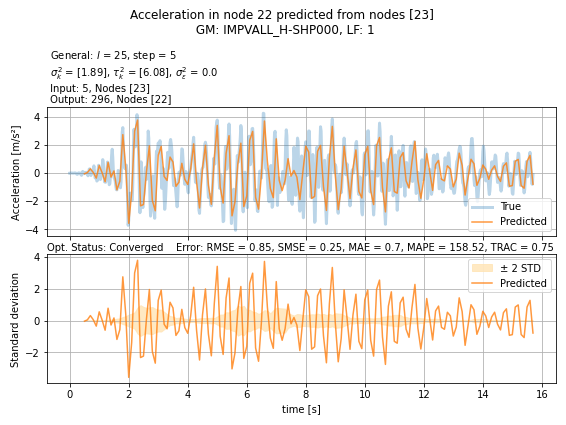 Acceleration in node 22 predicted from nodes [23]
GM: IMPVALL_H-SHP000, LF: 1
General: l = 25, step = 5
σ²ₖ = [1.89], τ²ₖ = [6.08], σ²_ε = 0.0
Input: 5, Nodes [23]
Output: 296, Nodes [22]
Acceleration [m/s²]
4
2
0
−2
−4
True
Predicted
Opt. Status: Converged Error: RMSE = 0.85, SMSE = 0.25, MAE = 0.7, MAPE = 158.52, TRAC = 0.75
Standard deviation
4
2
0
−2
± 2 STD
Predicted
0 2 4 6 8 10 12 14 16
time [s]